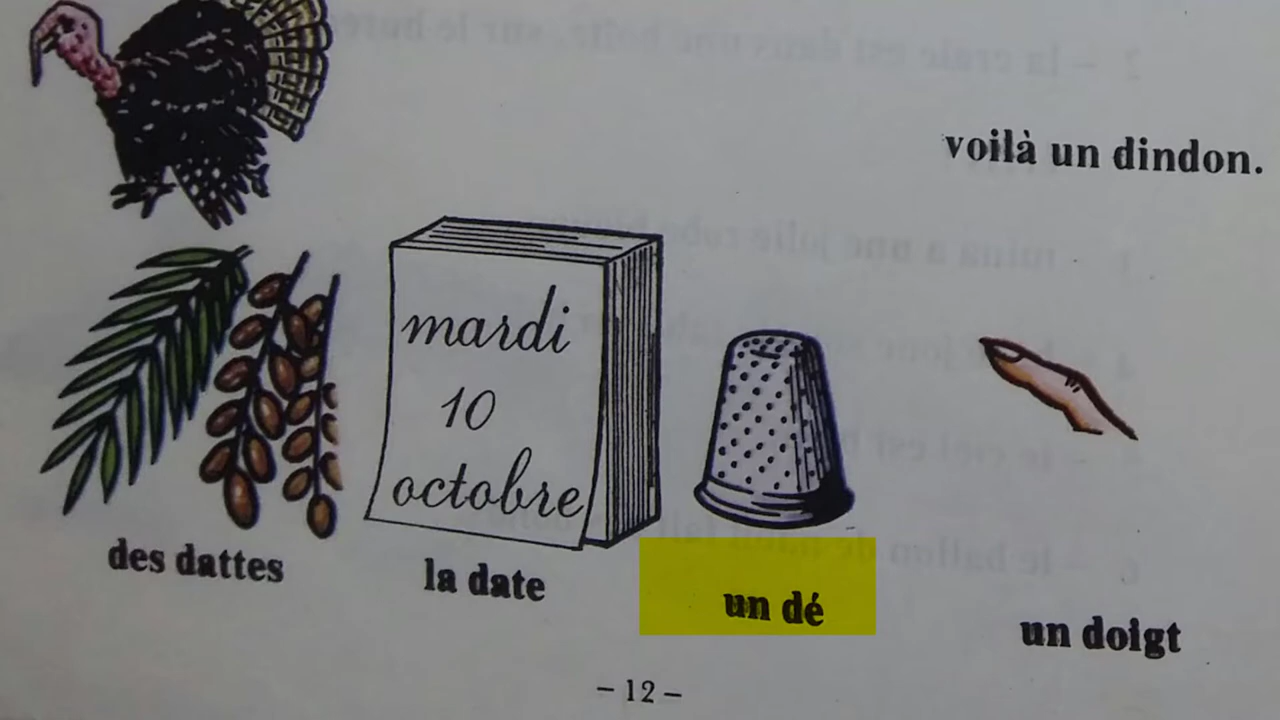 voilà un dindon.
mardi
10
octobre
des dattes
la date
un dé
un doigt
– 12 –